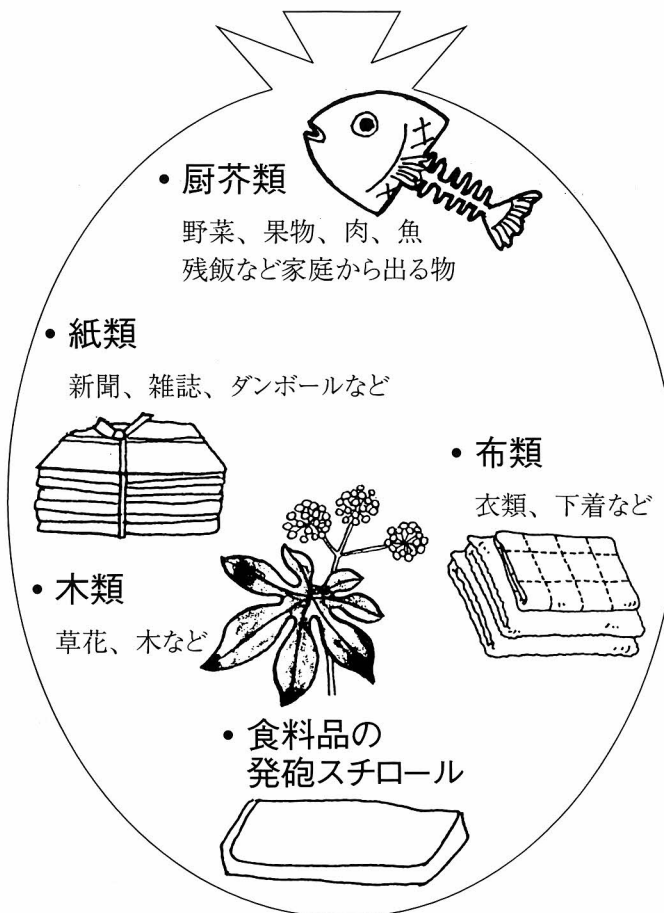 • 厨芥類
野菜、果物、肉、魚
残飯など家庭から出る物
• 紙類
新聞、雑誌、ダンボールなど
• 布類
衣類、下着など
• 木類
草花、木など
• 食料品の
発砲スチロール